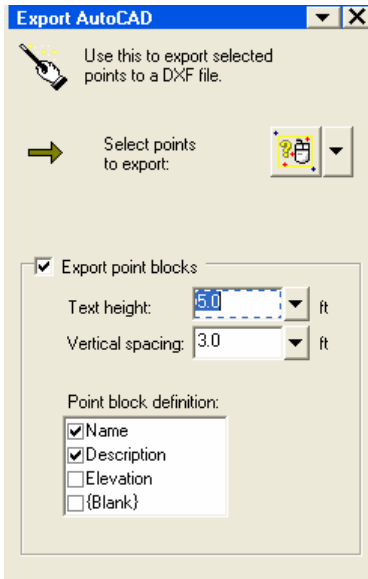 Export AutoCAD
Use this to export selected
points to a DXF file.
Select points
to export:
Export point blocks
Text height: 5.0 ft
Vertical spacing: 3.0 ft
Point block definition:
Name
Description
Elevation
{Blank}